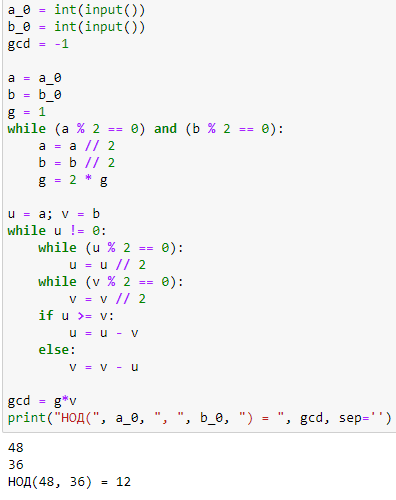 a_0 = int(input())
b_0 = int(input())
gcd = -1

a = a_0
b = b_0
g = 1
while (a % 2 == 0) and (b % 2 == 0):
    a = a // 2
    b = b // 2
    g = 2 * g

u = a; v = b
while u != 0:
    while (u % 2 == 0):
        u = u // 2
    while (v % 2 == 0):
        v = v // 2
    if u >= v:
        u = u - v
    else:
        v = v - u

gcd = g*v
print("НОД(", a_0, ", ", b_0, ") = ", gcd, sep='')
48
36
НОД(48, 36) = 12